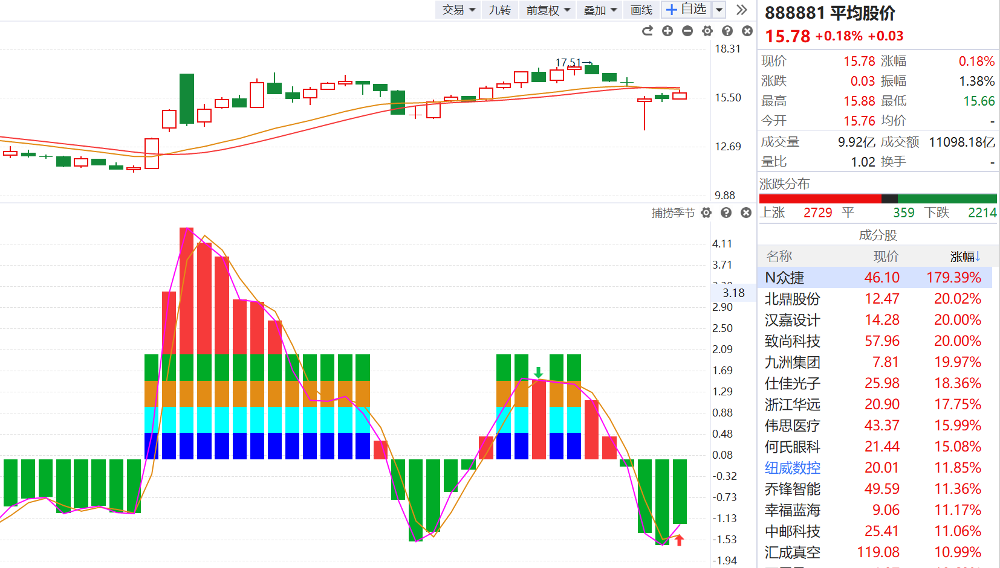 交易 九转 前复权 叠加 画线 自选
888881 平均股价
15.78 +0.18% +0.03
18.31
17.51→
15.50
12.69
9.88
现价 15.78 涨幅 0.18%
涨跌 0.03 振幅 1.38%
最高 15.88 最低 15.66
今开 15.76 均价 -
成交量 9.92亿 成交额 11098.18亿
量比 1.02 换手 -
涨跌分布
上涨 2729 平 359 下跌 2214
捕捞季节
4.11
3.71
3.18
2.90
2.50
2.09
1.69
1.29
0.88
0.48
0.08
-0.32
-0.73
-1.13
-1.53
-1.94
成分股
名称 现价 涨幅↓
N众捷 46.10 179.39%
北鼎股份 12.47 20.02%
汉嘉设计 14.28 20.00%
致尚科技 57.96 20.00%
九洲集团 7.81 19.97%
仕佳光子 25.98 18.36%
浙江华远 20.90 17.75%
伟思医疗 43.37 15.99%
何氏眼科 21.44 15.08%
纽威数控 20.01 11.85%
乔锋智能 49.59 11.36%
幸福蓝海 9.06 11.17%
中邮科技 25.41 11.06%
汇成真空 119.08 10.99%